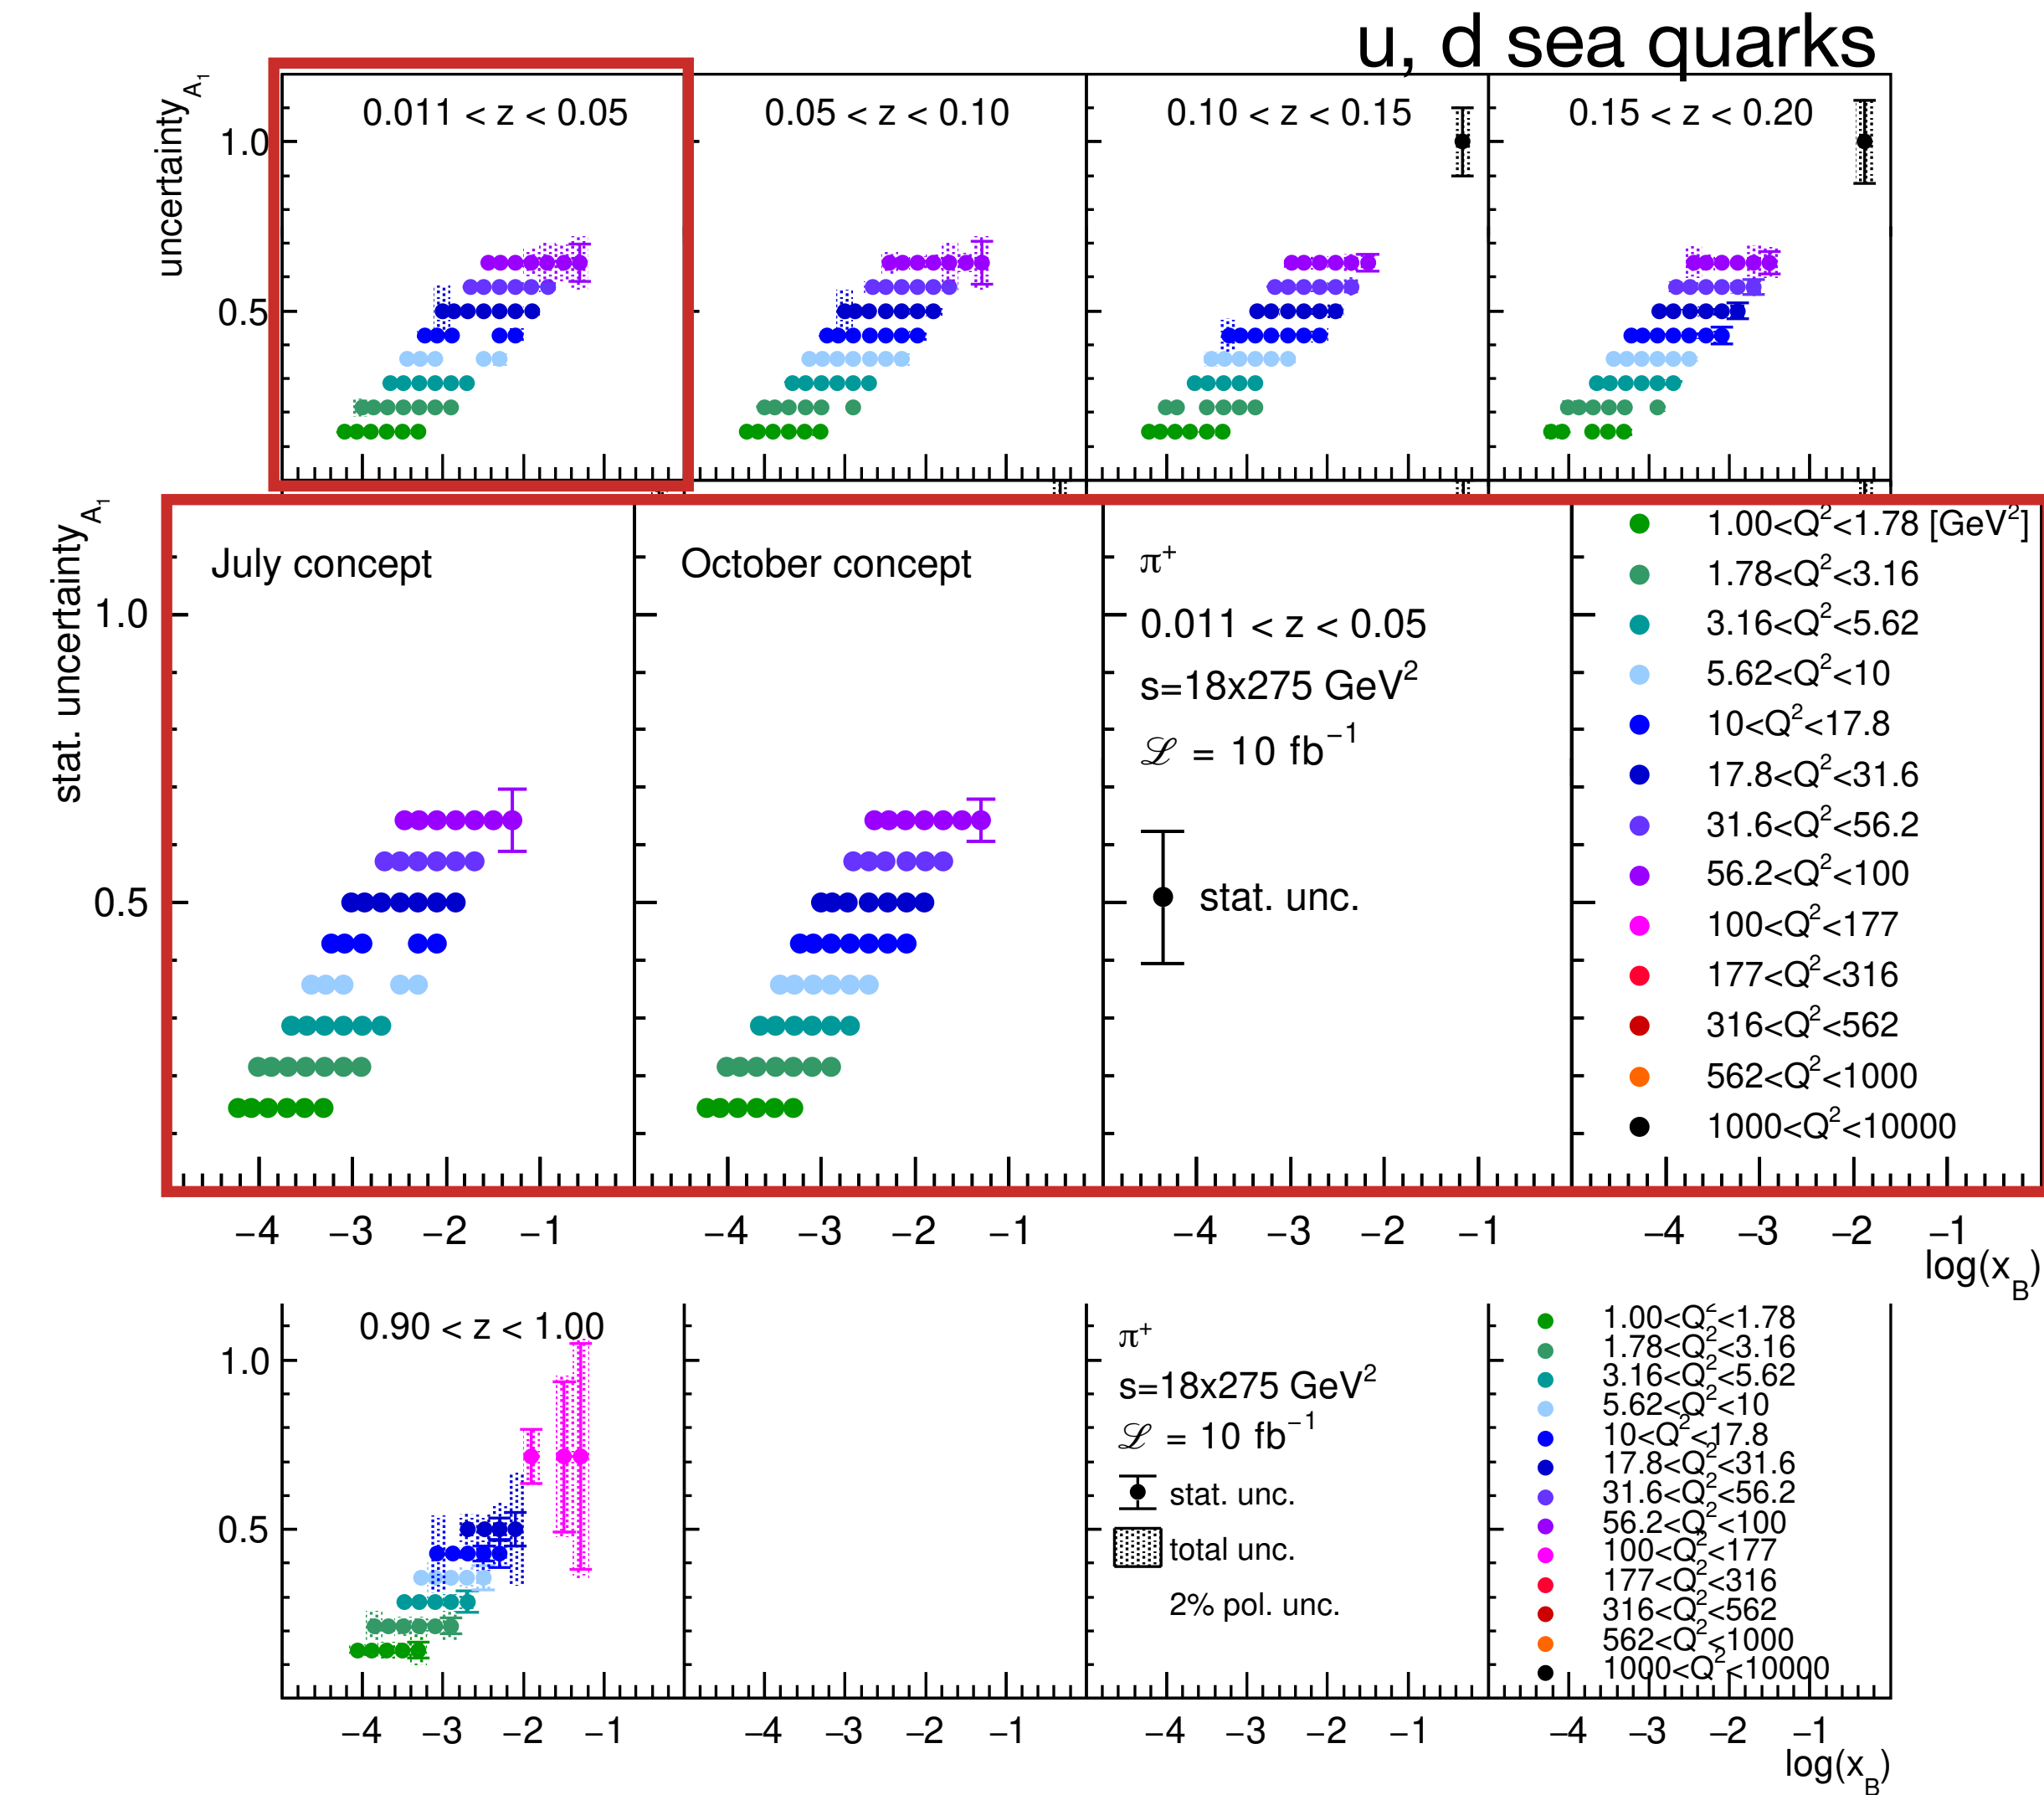 u, d sea quarks
uncertainty_A₁
0.011 < z < 0.05
0.05 < z < 0.10
0.10 < z < 0.15
0.15 < z < 0.20
1.0
0.5
stat. uncertainty_A₁
July concept
October concept
π⁺
0.011 < z < 0.05
s=18x275 GeV²
ℒ = 10 fb⁻¹
stat. unc.
1.0
0.5
1.00<Q²<1.78 [GeV²]
1.78<Q²<3.16
3.16<Q²<5.62
5.62<Q²<10
10<Q²<17.8
17.8<Q²<31.6
31.6<Q²<56.2
56.2<Q²<100
100<Q²<177
177<Q²<316
316<Q²<562
562<Q²<1000
1000<Q²<10000
−4 −3 −2 −1 −4 −3 −2 −1 −4 −3 −2 −1 −4 −3 −2 −1
log(x_B)
0.90 < z < 1.00
1.0
0.5
π⁺
s=18x275 GeV²
ℒ = 10 fb⁻¹
stat. unc.
total unc.
2% pol. unc.
1.00<Q²<1.78
1.78<Q²<3.16
3.16<Q²<5.62
5.62<Q²<10
10<Q²<17.8
17.8<Q²<31.6
31.6<Q²<56.2
56.2<Q²<100
100<Q²<177
177<Q²<316
316<Q²<562
562<Q²<1000
1000<Q²<10000
−4 −3 −2 −1 −4 −3 −2 −1 −4 −3 −2 −1 −4 −3 −2 −1
log(x_B)